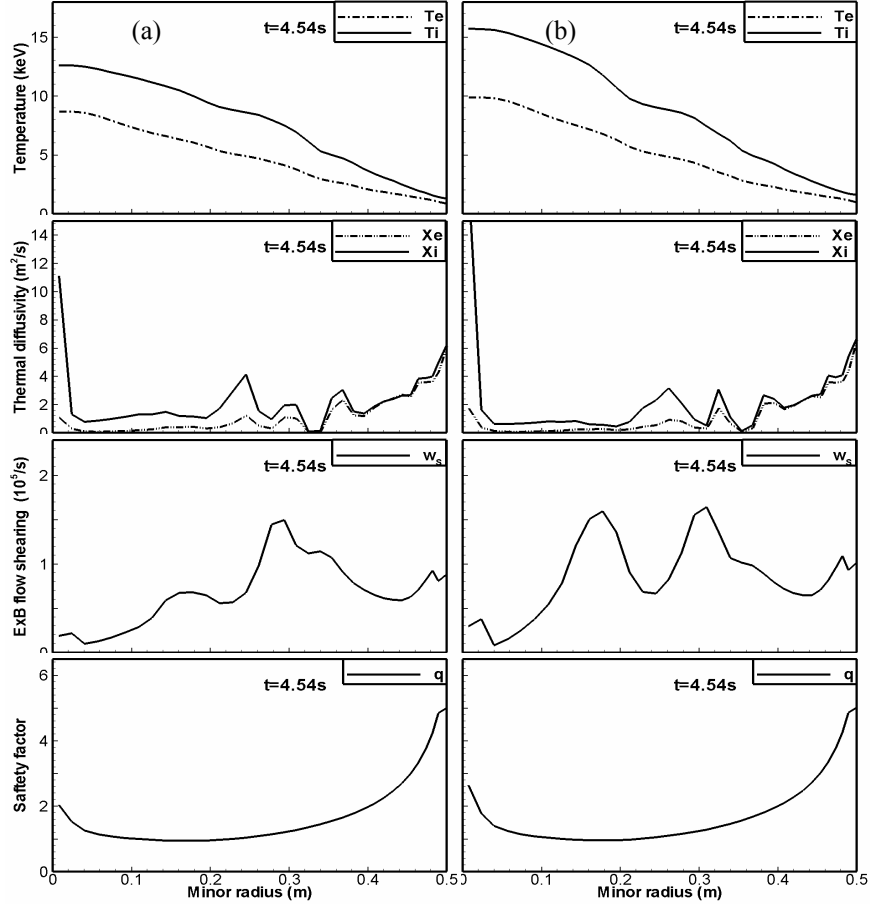 (a)
t=4.54s
Te
Ti
(b)
t=4.54s
Te
Ti
Temperature (keV)
15
10
5
0
t=4.54s
Xe
Xi
t=4.54s
Xe
Xi
Thermal diffusivity (m²/s)
14
12
10
8
6
4
2
0
t=4.54s
wₛ
t=4.54s
wₛ
ExB flow shearing (10⁵/s)
2
1
0
t=4.54s
q
t=4.54s
q
Saftety factor
6
4
2
0
0 0.1 0.2 0.3 0.4 0.5
0.1 0.2 0.3 0.4 0.5
Minor radius (m)
Minor radius (m)